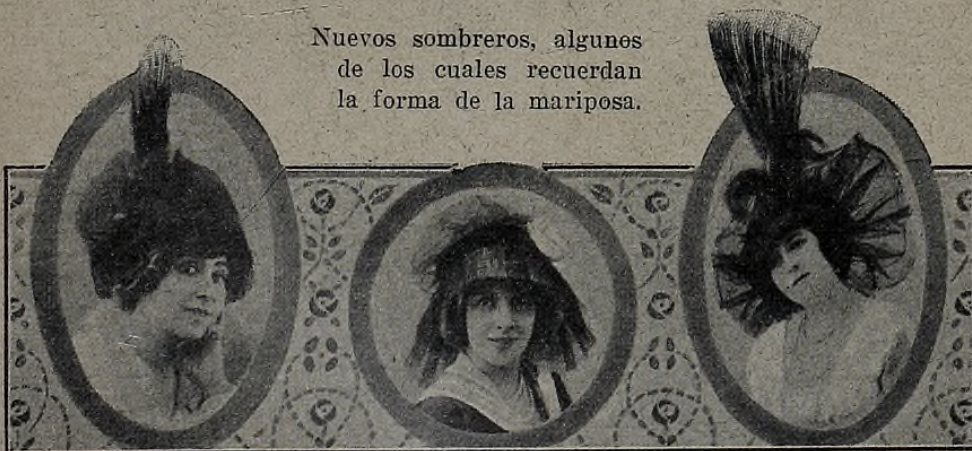 Nuevos sombreros, algunos
de los cuales recuerdan
la forma de la mariposa.